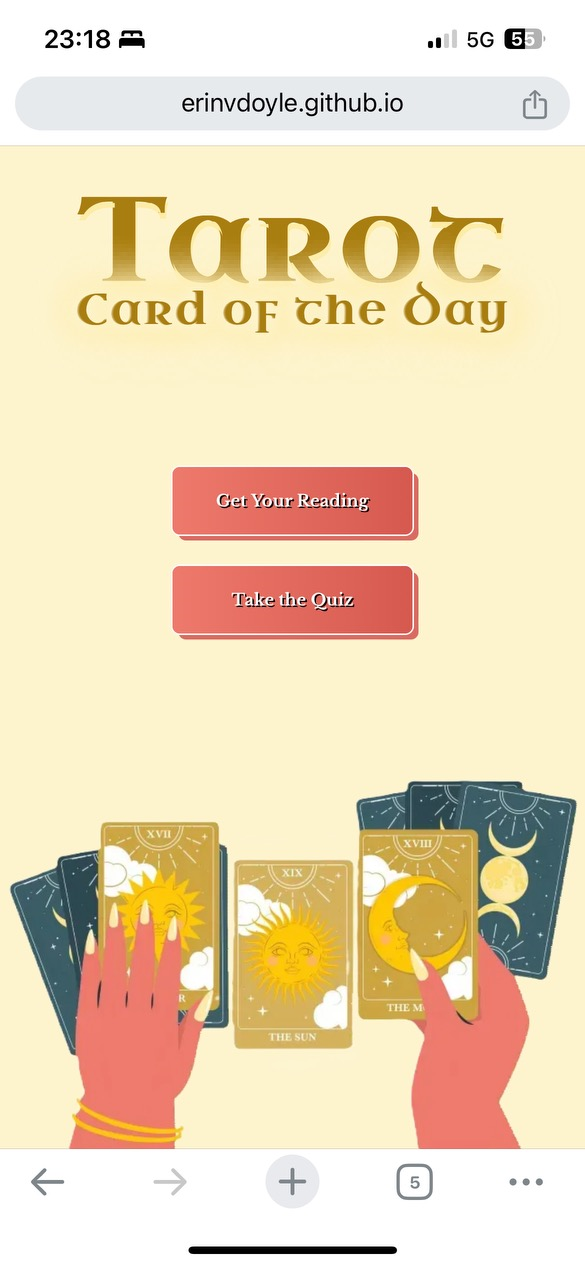 23:18
5G
55
erinvdoyle.github.io
Tarot
Card of the Day
Get Your Reading
Take the Quiz
XVII
XIX
XVIII
R
THE SUN
THE M
5